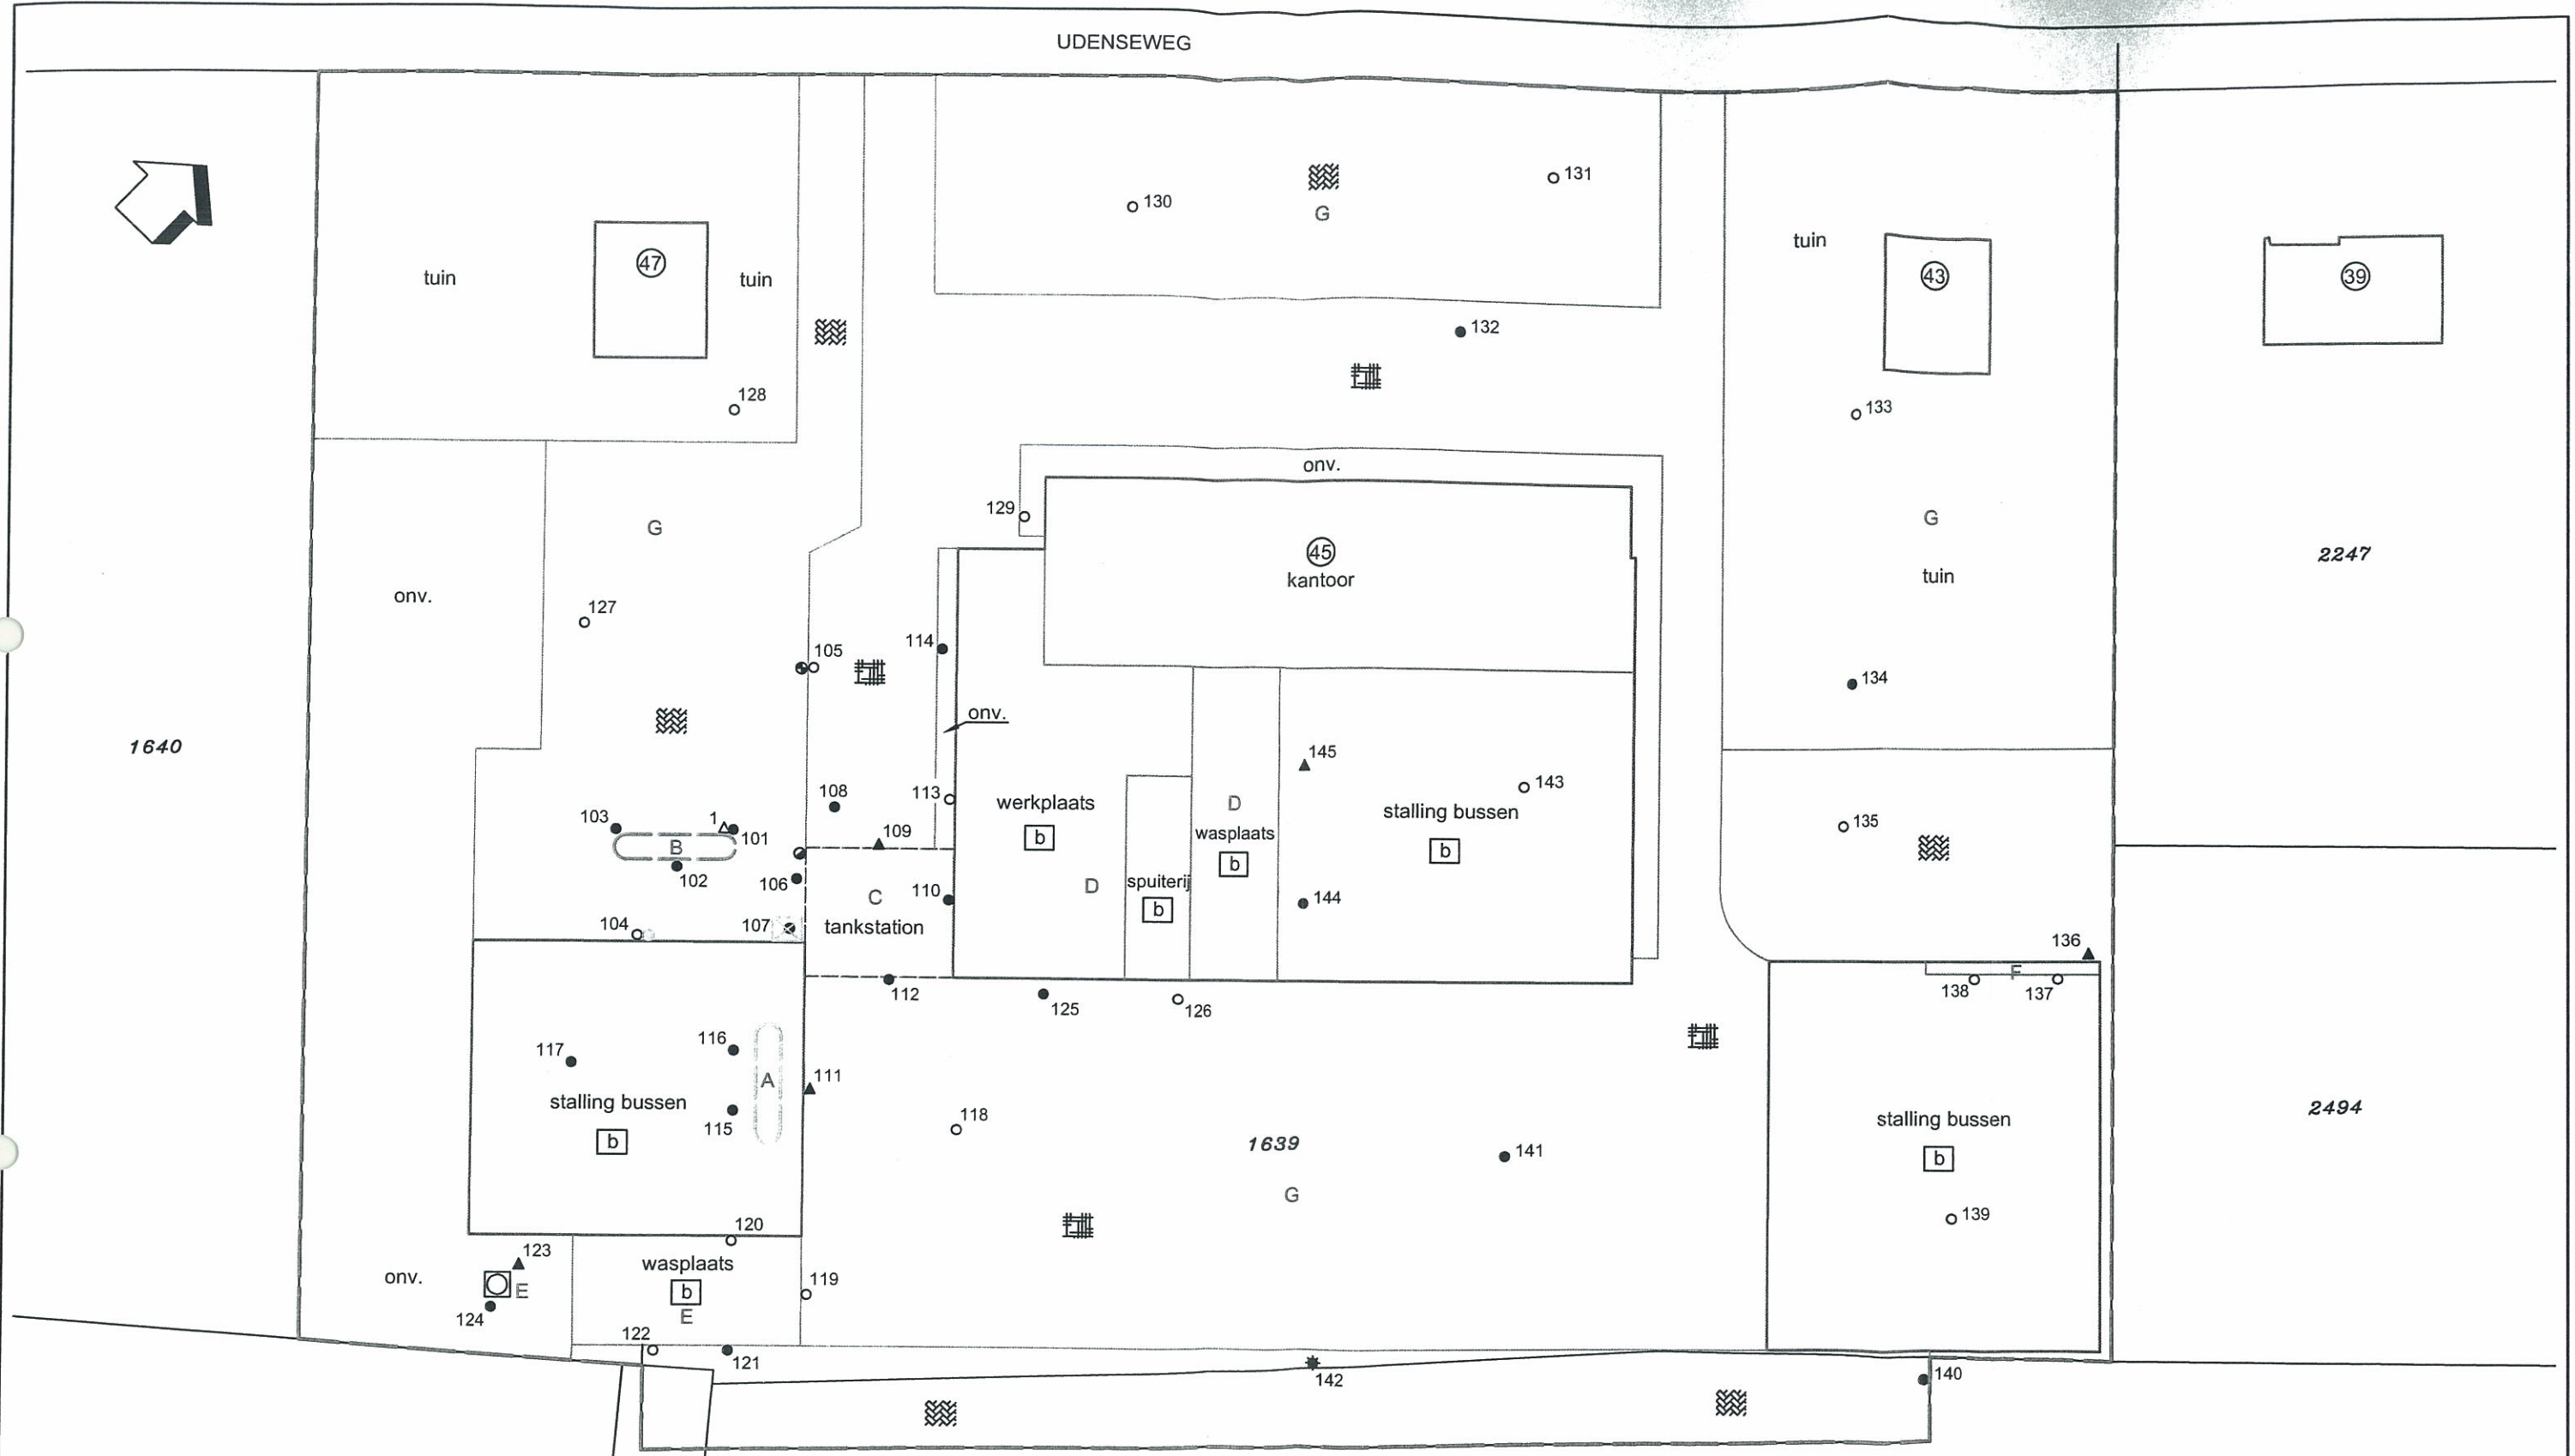 UDENSEWEG
131
130
G
tuin
47
tuin
tuin
43
39
132
128
133
onv.
129
G
G
45
kantoor
2247
onv.
tuin
127
114
105
134
onv.
1640
145
108
113
werkplaats
b
D
wasplaats
b
143
stalling bussen
b
103
1
101
B
102
109
135
106
C
110
D
spuiterij
b
144
104
107
tankstation
136
F
138
137
112
125
126
117
116
A
111
stalling bussen
b
115
118
1639
141
G
stalling bussen
b
2494
139
120
123
onv.
E
wasplaats
b
E
119
124
122
121
142
140